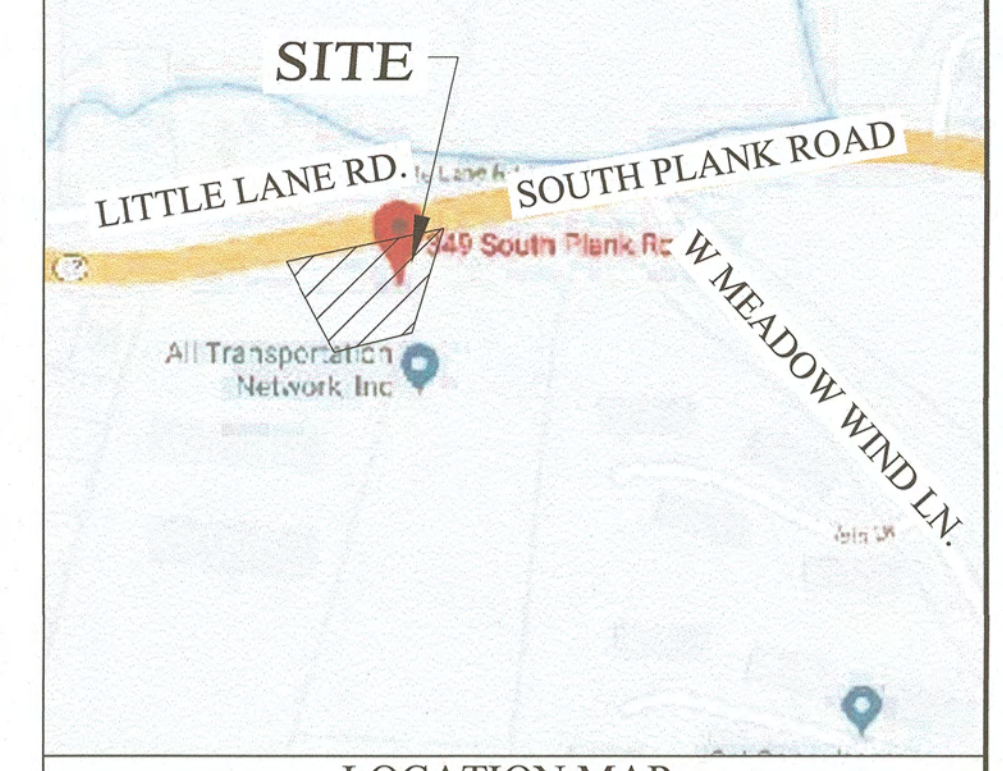 SITE
LITTLE LANE RD.
SOUTH PLANK ROAD
349 South Plank Rd
W MEADOW WIND LN.
All Transportation
Network Inc
LOCATION MAP